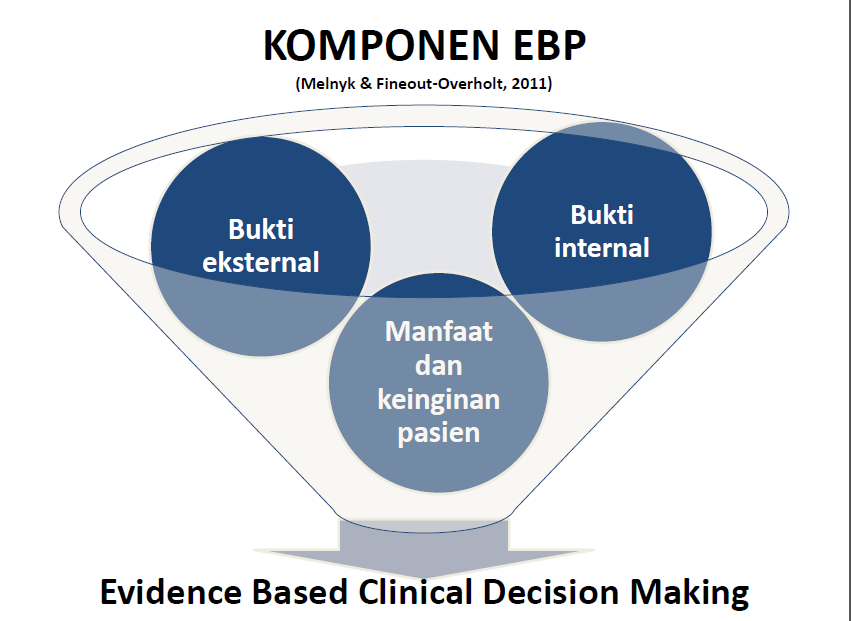 KOMPONEN EBP
(Melnyk & Fineout-Overholt, 2011)
Bukti
eksternal
Bukti
internal
Manfaat
dan
keinginan
pasien
Evidence Based Clinical Decision Making